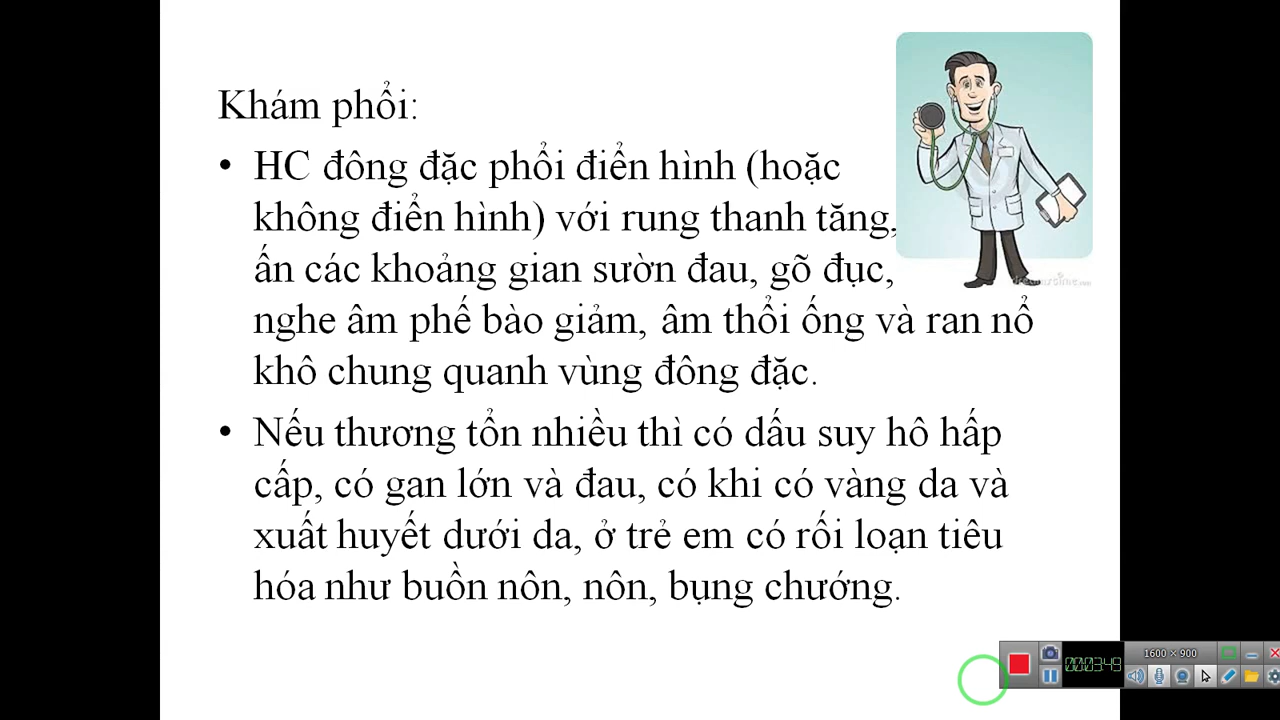 Khám phổi:
• HC đông đặc phổi điển hình (hoặc
không điển hình) với rung thanh tăng,
ấn các khoảng gian sườn đau, gõ đục,
nghe âm phế bào giảm, âm thổi ống và ran nổ
khô chung quanh vùng đông đặc.
• Nếu thương tổn nhiều thì có dấu suy hô hấp
cấp, có gan lớn và đau, có khi có vàng da và
xuất huyết dưới da, ở trẻ em có rối loạn tiêu
hóa như buồn nôn, nôn, bụng chướng.
1600 × 900
00:03:49